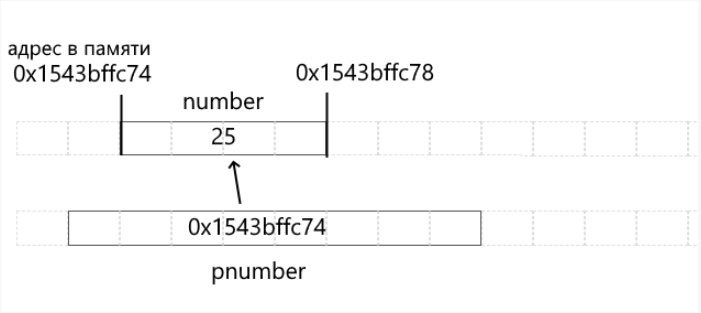 адрес в памяти
0x1543bffc74
0x1543bffc78
number
25
0x1543bffc74
pnumber